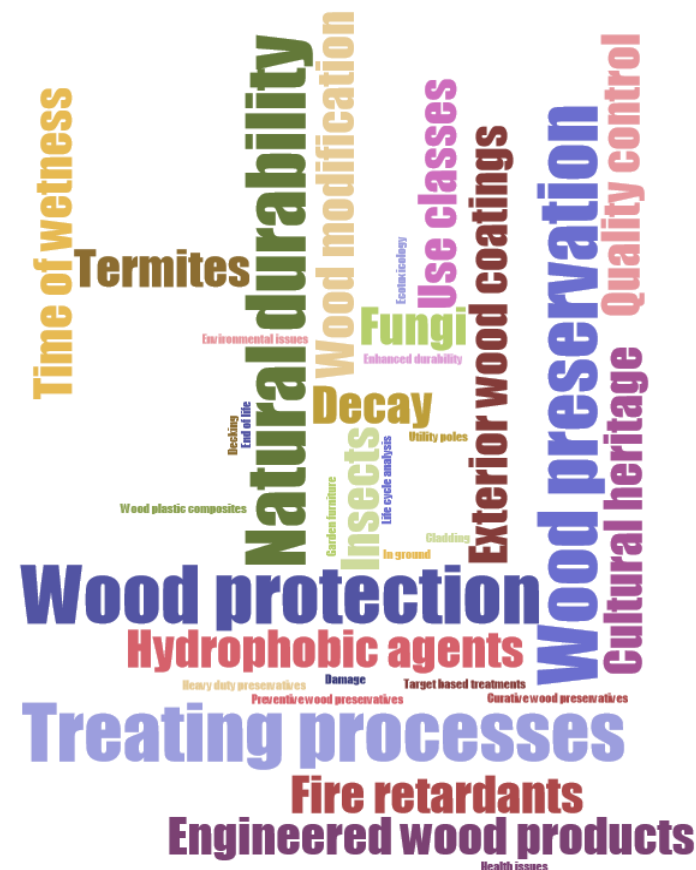 Time of wetness
Termites
Natural durability
Wood modification
Ecotoxicology
Use classes
Exterior wood coatings
Wood preservation
Quality control
Environmental issues
Fungi
Enhanced durability
Decay
Decking
End of life
Utility poles
Insects
Life cycle analysis
Garden furniture
Wood plastic composites
Cladding
In ground
Cultural heritage
Wood protection
Hydrophobic agents
Damage
Heavy duty preservatives
Target based treatments
Preventive wood preservatives
Curative wood preservatives
Treating processes
Fire retardants
Engineered wood products
Health issues